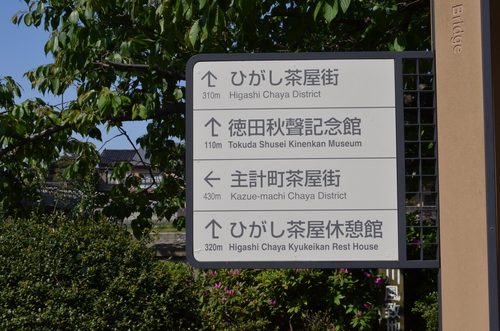 Bridge
↑ ひがし茶屋街
310m Higashi Chaya District
↑ 徳田秋聲記念館
110m Tokuda Shusei Kinenkan Museum
← 主計町茶屋街
430m Kazue-machi Chaya District
↑ ひがし茶屋休憩館
320m Higashi Chaya Kyukeikan Rest House